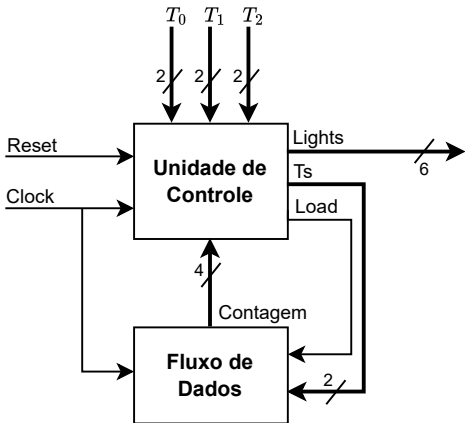 T₀ T₁ T₂
2 2 2
Reset
Clock
Unidade de
Controle
Lights
6
Ts
Load
4
Contagem
Fluxo de
Dados
2